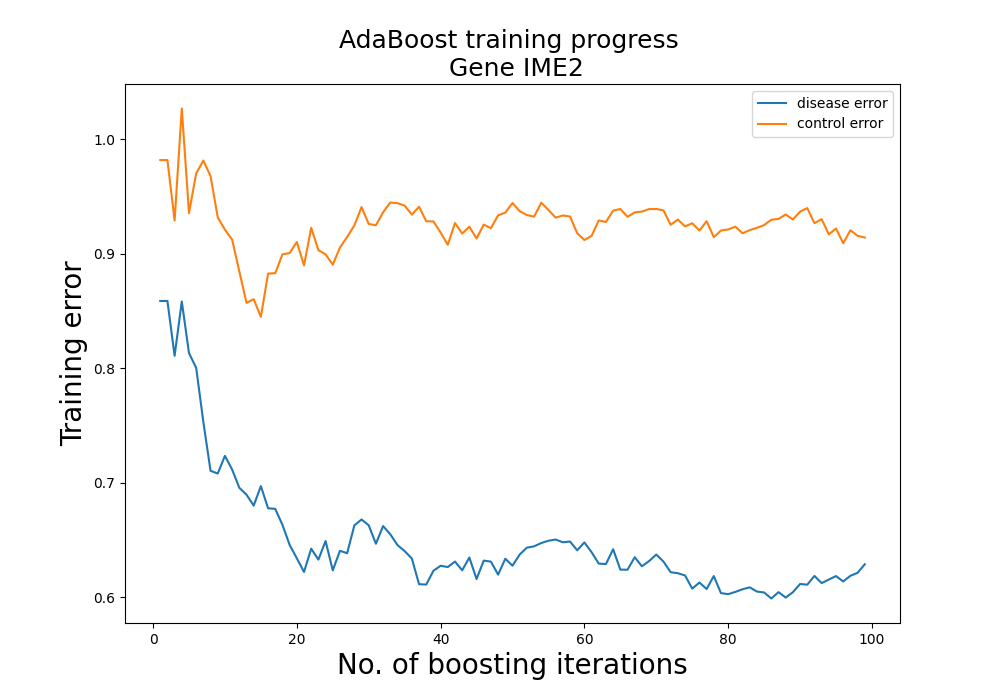 AdaBoost training progress
Gene IME2
disease error
control error
1.0
0.9
0.8
0.7
0.6
Training error
0 20 40 60 80 100
No. of boosting iterations